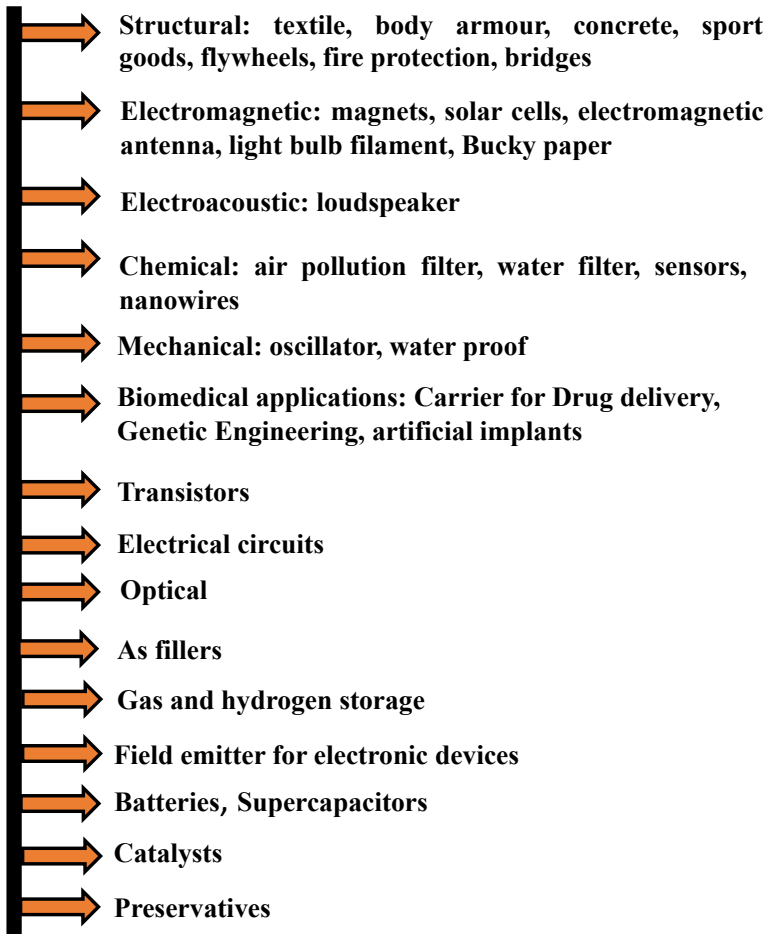 Structural: textile, body armour, concrete, sport
goods, flywheels, fire protection, bridges
Electromagnetic: magnets, solar cells, electromagnetic
antenna, light bulb filament, Bucky paper
Electroacoustic: loudspeaker
Chemical: air pollution filter, water filter, sensors,
nanowires
Mechanical: oscillator, water proof
Biomedical applications: Carrier for Drug delivery,
Genetic Engineering, artificial implants
Transistors
Electrical circuits
Optical
As fillers
Gas and hydrogen storage
Field emitter for electronic devices
Batteries, Supercapacitors
Catalysts
Preservatives